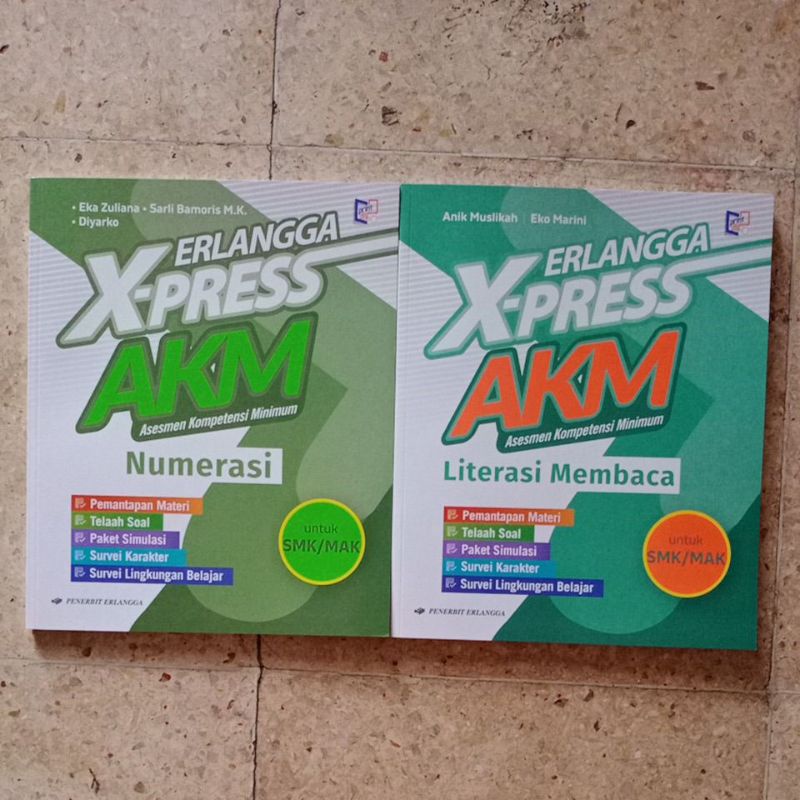 • Eka Zuliana • Sarli Bamoris M.K.
• Diyarko
ERLANGGA
X-PRESS
AKM
Asesmen Kompetensi Minimum
Numerasi
Pemantapan Materi
Telaah Soal
Paket Simulasi
Survei Karakter
Survei Lingkungan Belajar
untuk
SMK/MAK
PENERBIT ERLANGGA
Anik Muslikah | Eko Marini
ERLANGGA
X-PRESS
AKM
Asesmen Kompetensi Minimum
Literasi Membaca
Pemantapan Materi
Telaah Soal
Paket Simulasi
Survei Karakter
Survei Lingkungan Belajar
untuk
SMK/MAK
PENERBIT ERLANGGA